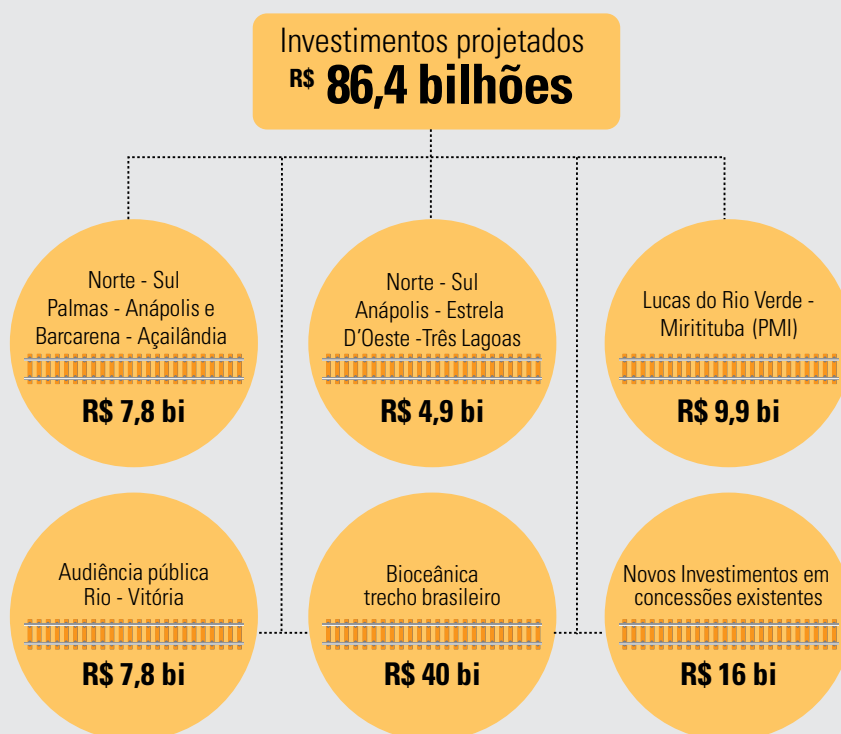 Investimentos projetados
R$ 86,4 bilhões
Norte - Sul
Palmas - Anápolis e
Barcarena - Açailândia
R$ 7,8 bi
Norte - Sul
Anápolis - Estrela
D'Oeste -Três Lagoas
R$ 4,9 bi
Lucas do Rio Verde -
Miritituba (PMI)
R$ 9,9 bi
Audiência pública
Rio - Vitória
R$ 7,8 bi
Bioceânica
trecho brasileiro
R$ 40 bi
Novos Investimentos em
concessões existentes
R$ 16 bi